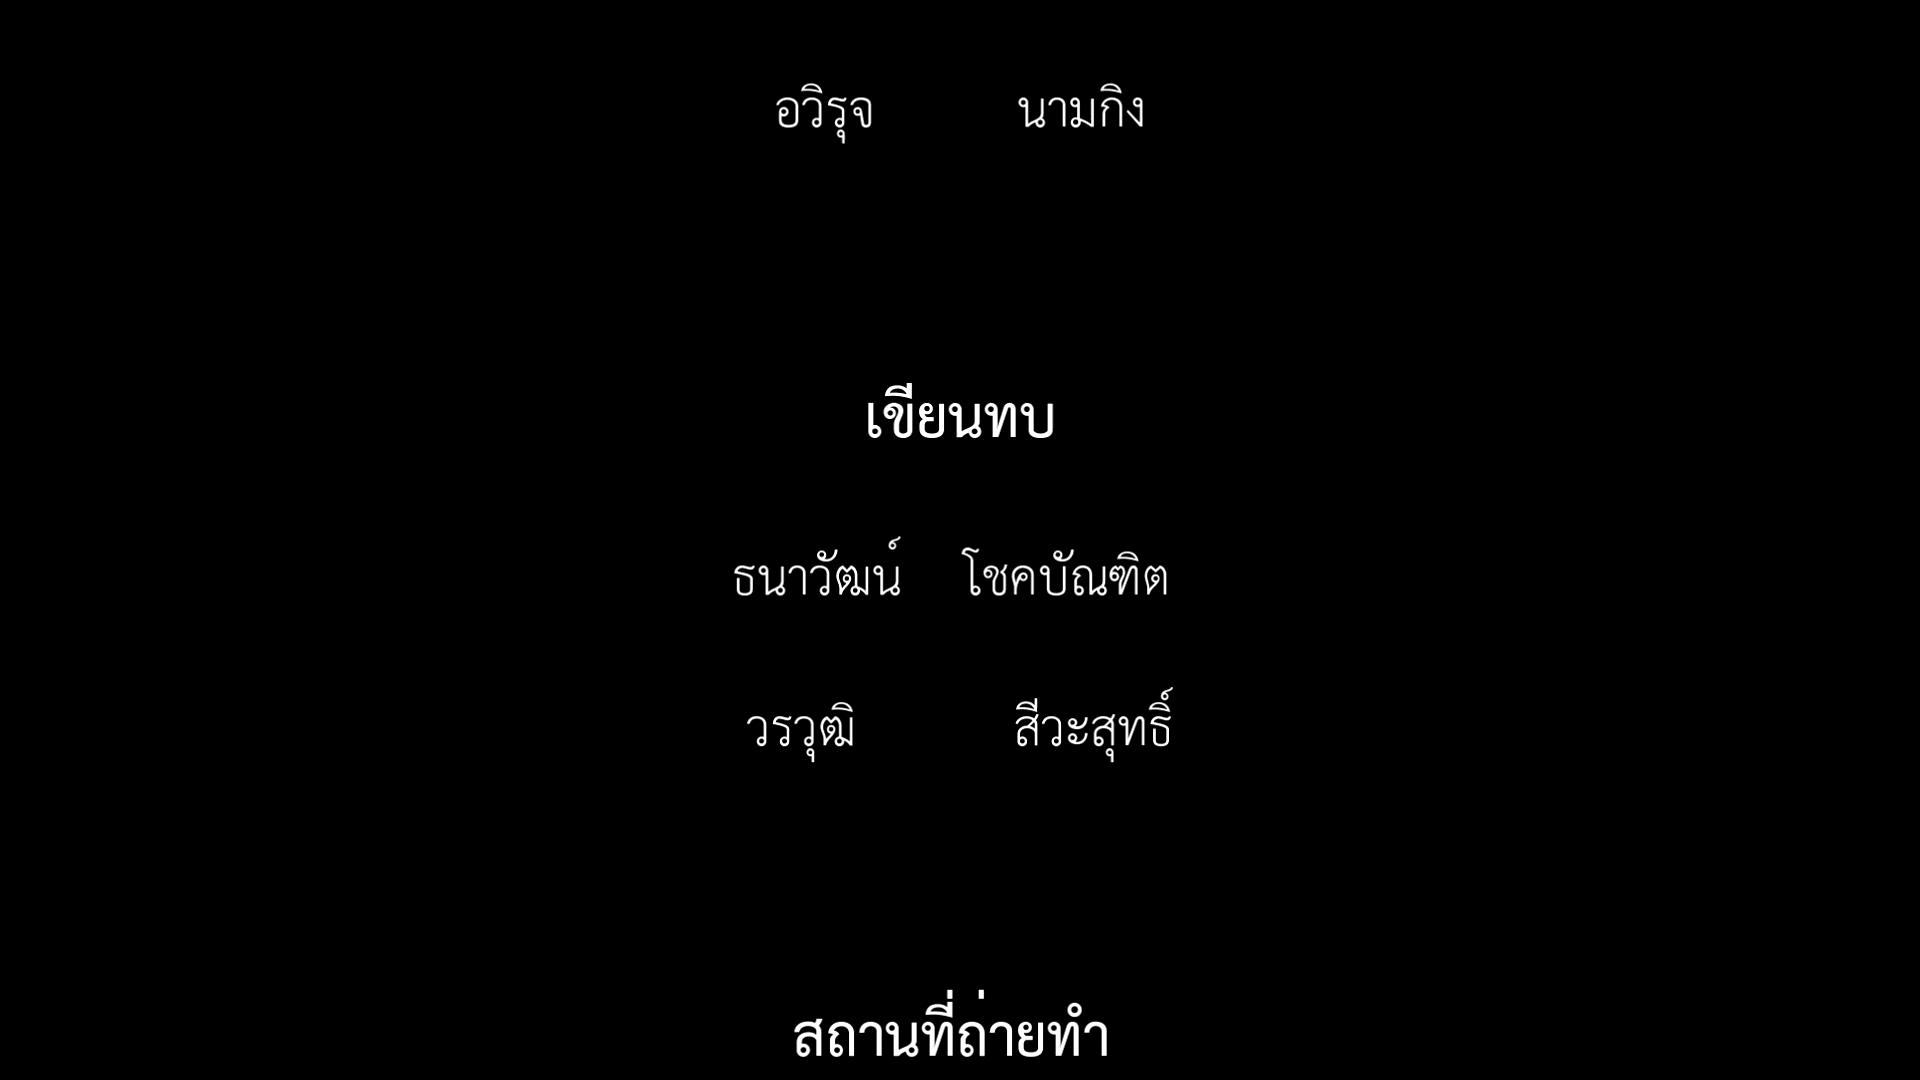 อวิรุจ นามกิง
เขียนทบ
ธนาวัฒน์ โชคบัณฑิต
วรวุฒิ สีวะสุทธิ์
สถานที่ถ่ายทำ